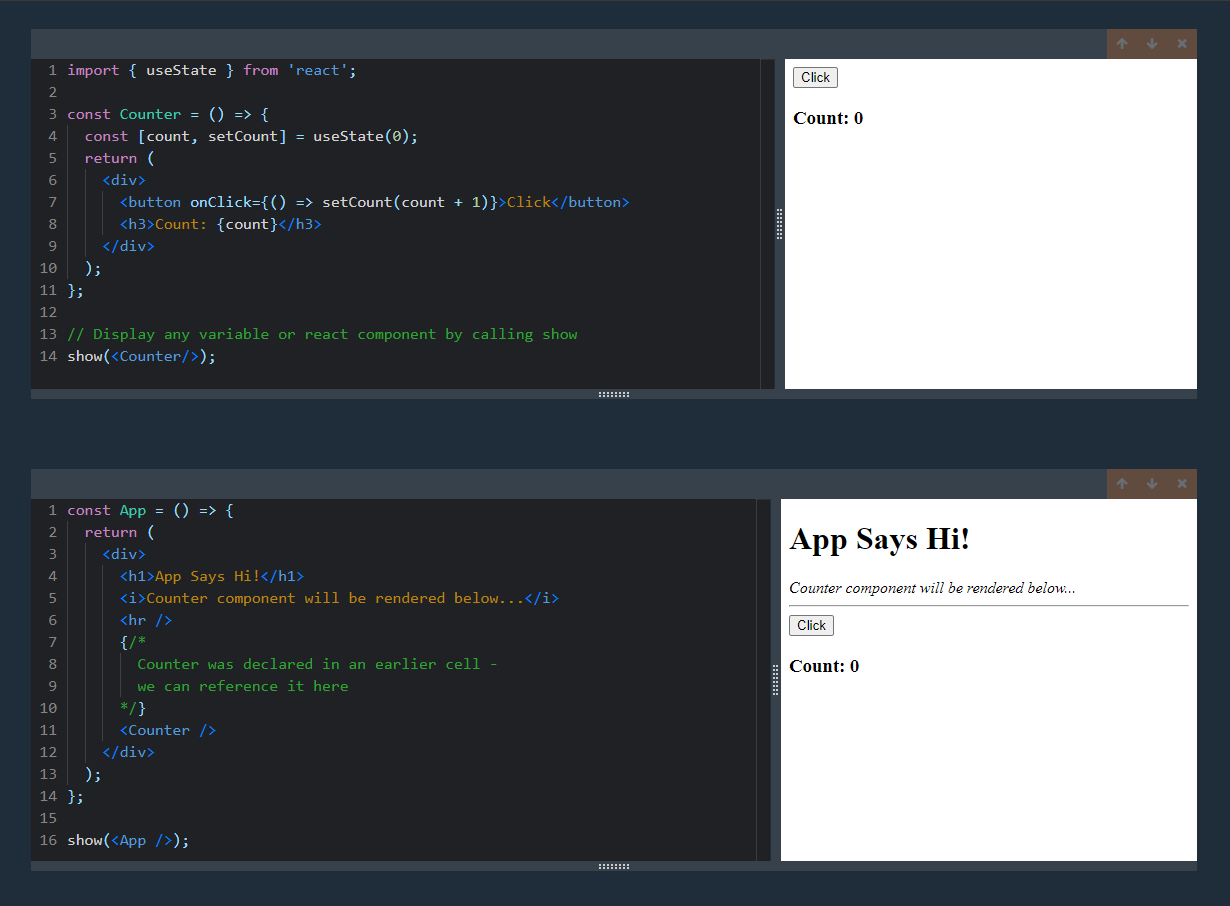 1 import { useState } from 'react';
2
3 const Counter = () => {
4   const [count, setCount] = useState(0);
5   return (
6     <div>
7       <button onClick={() => setCount(count + 1)}>Click</button>
8       <h3>Count: {count}</h3>
9     </div>
10   );
11 };
12
13 // Display any variable or react component by calling show
14 show(<Counter/>);
Click
Count: 0
1 const App = () => {
2   return (
3     <div>
4       <h1>App Says Hi!</h1>
5       <i>Counter component will be rendered below...</i>
6       <hr />
7       {/*
8         Counter was declared in an earlier cell -
9         we can reference it here
10       */}
11       <Counter />
12     </div>
13   );
14 };
15
16 show(<App />);
App Says Hi!
Counter component will be rendered below...
Click
Count: 0